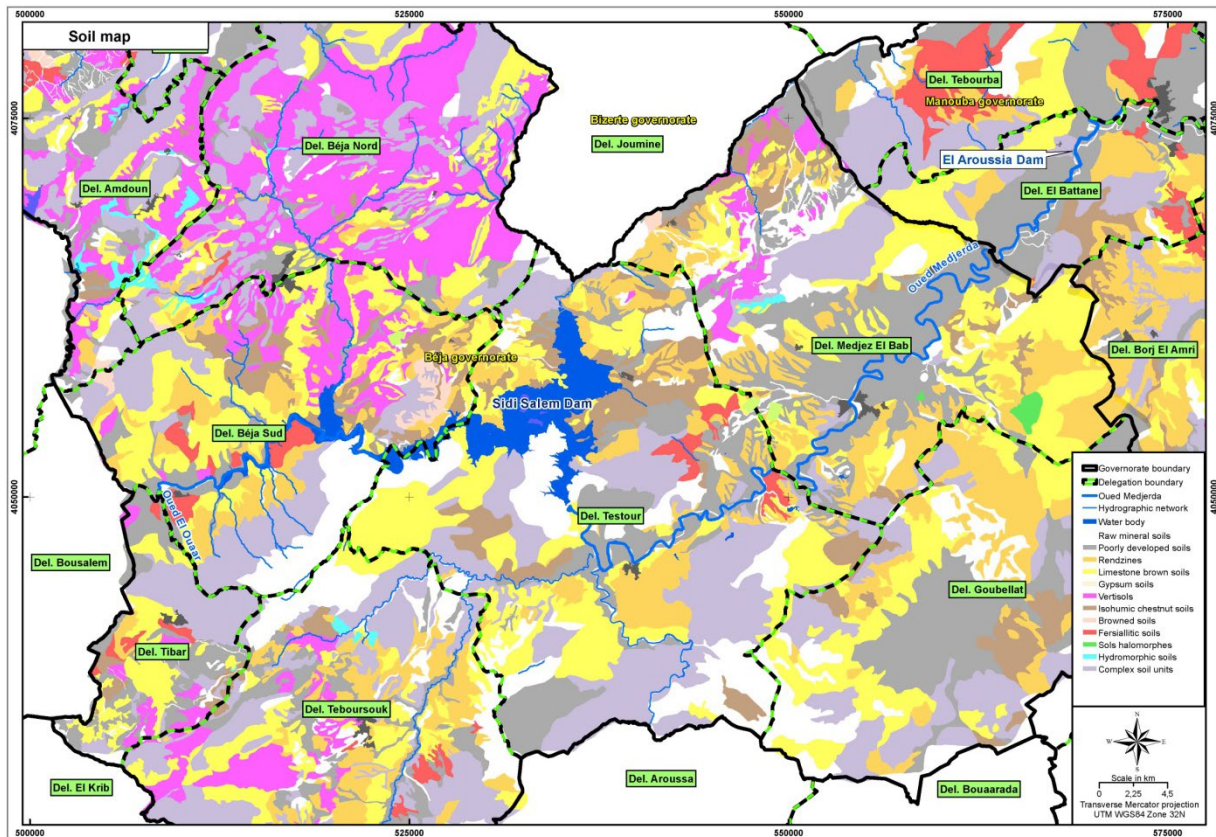 500000
525000
550000
575000
Soil map
Del. Tebourba
Manouba governorate
4075000
4075000
Bizerte governorate
Del. Béja Nord
Del. Joumine
El Aroussia Dam
Del. Amdoun
Del. El Battane
Oued Medjerda
Del. Medjez El Bab
Del. Borj El Amri
Béja governorate
Sidi Salem Dam
Del. Béja Sud
4050000
4050000
Oued El Ouaar
Del. Testour
Del. Bousalem
Del. Goubellat
Del. Tibar
Del. Teboursouk
Del. El Krib
Del. Aroussa
Del. Bouaarada
Governorate boundary
Delegation boundary
Oued Medjerda
Hydrographic network
Water body
Raw mineral soils
Poorly developed soils
Rendzines
Limestone brown soils
Gypsum soils
Vertisols
Isohumic chestnut soils
Browned soils
Fersiallitic soils
Sols halomorphes
Hydromorphic soils
Complex soil units
N
W
E
S
Scale in km
0 2,25 4,5
Transverse Mercator projection
UTM WGS84 Zone 32N
500000
525000
550000
575000